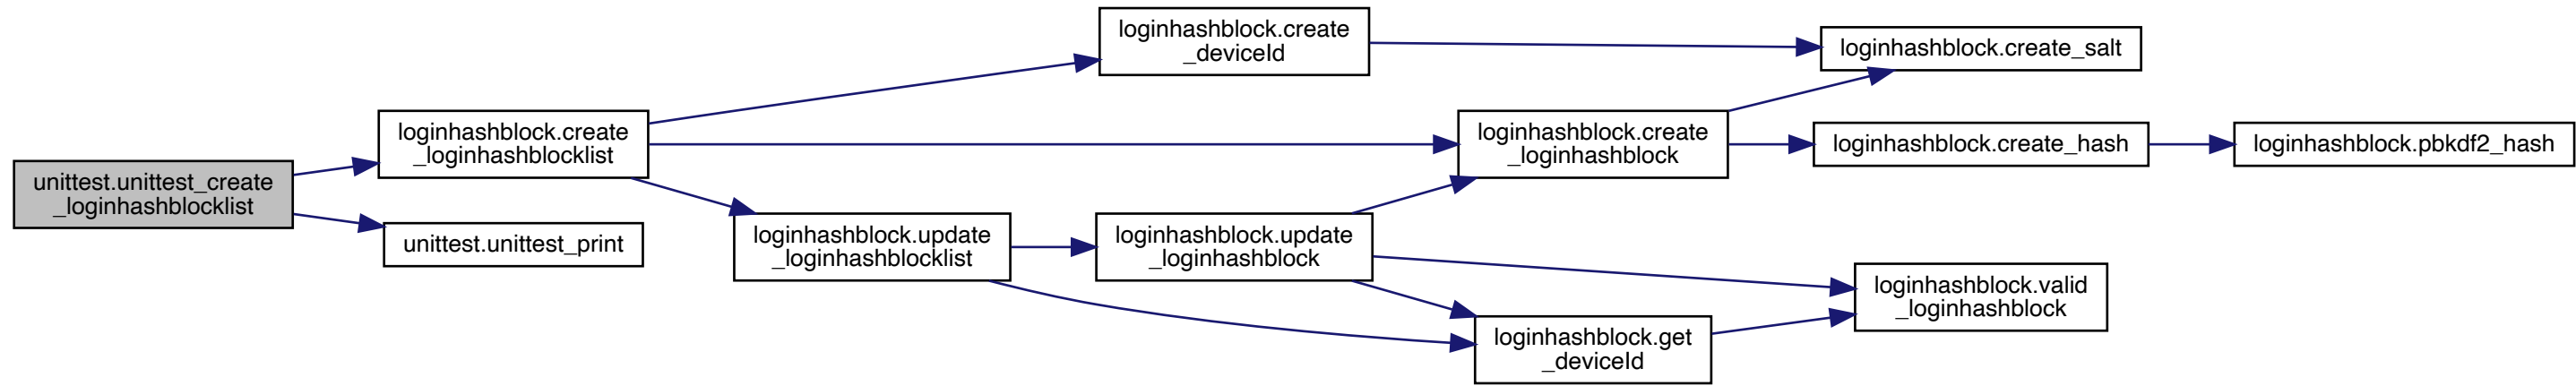 unittest.unittest_create
_loginhashblocklist
loginhashblock.create
_loginhashblocklist
unittest.unittest_print
loginhashblock.create
_deviceId
loginhashblock.update
_loginhashblocklist
loginhashblock.update
_loginhashblock
loginhashblock.create
_loginhashblock
loginhashblock.get
_deviceId
loginhashblock.create_salt
loginhashblock.create_hash
loginhashblock.valid
_loginhashblock
loginhashblock.pbkdf2_hash